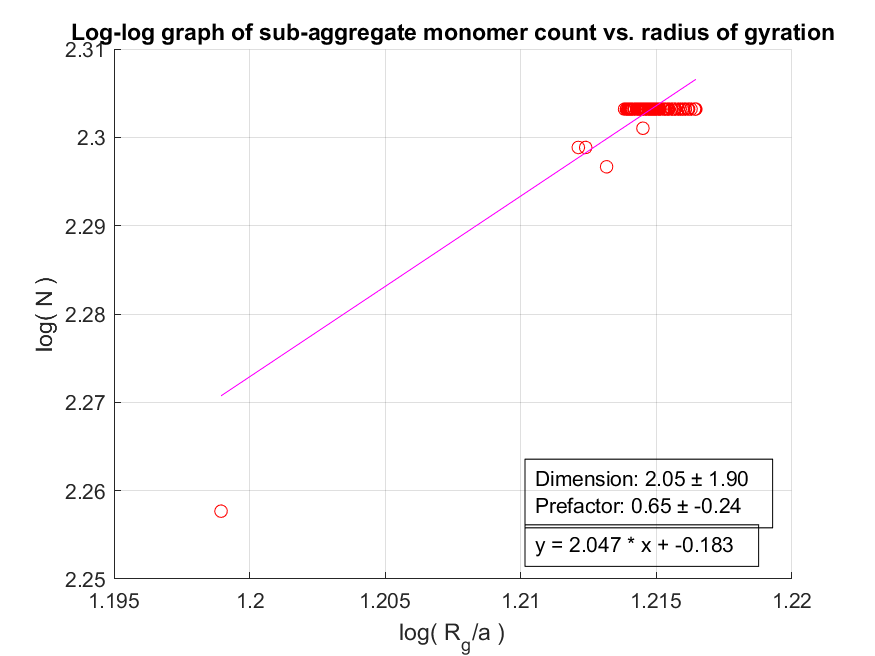 Log-log graph of sub-aggregate monomer count vs. radius of gyration
2.31
2.3
2.29
2.28
2.27
2.26
2.25
log( N )
Dimension: 2.05 ± 1.90
Prefactor: 0.65 ± -0.24
y = 2.047 * x + -0.183
1.195
1.2
1.205
1.21
1.215
1.22
log( Rg/a )